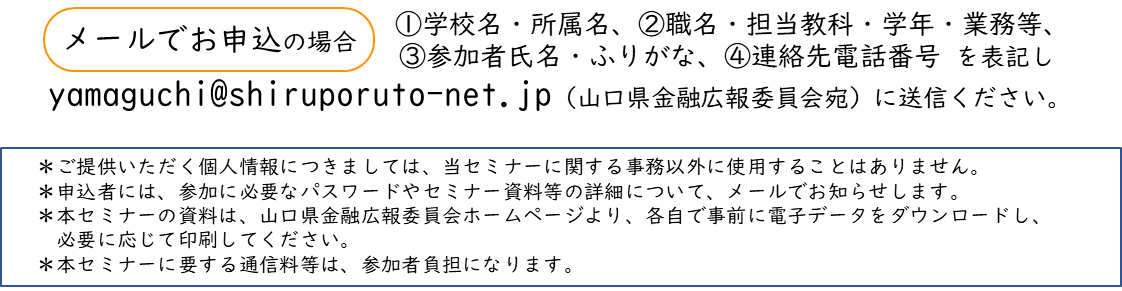 メールでお申込の場合
①学校名・所属名、②職名・担当教科・学年・業務等、
③参加者氏名・ふりがな、④連絡先電話番号 を表記し
yamaguchi@shiruporuto-net.jp（山口県金融広報委員会宛）に送信ください。
＊ご提供いただく個人情報につきましては、当セミナーに関する事務以外に使用することはありません。
＊申込者には、参加に必要なパスワードやセミナー資料等の詳細について、メールでお知らせします。
＊本セミナーの資料は、山口県金融広報委員会ホームページより、各自で事前に電子データをダウンロードし、
必要に応じて印刷してください。
＊本セミナーに要する通信料等は、参加者負担になります。